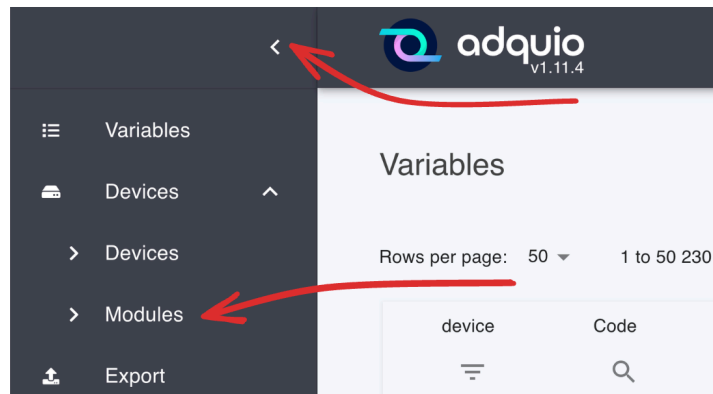 adquio
v1.11.4
Variables
Devices
Devices
Modules
Export
Variables
Rows per page: 50 1 to 50 230
device Code